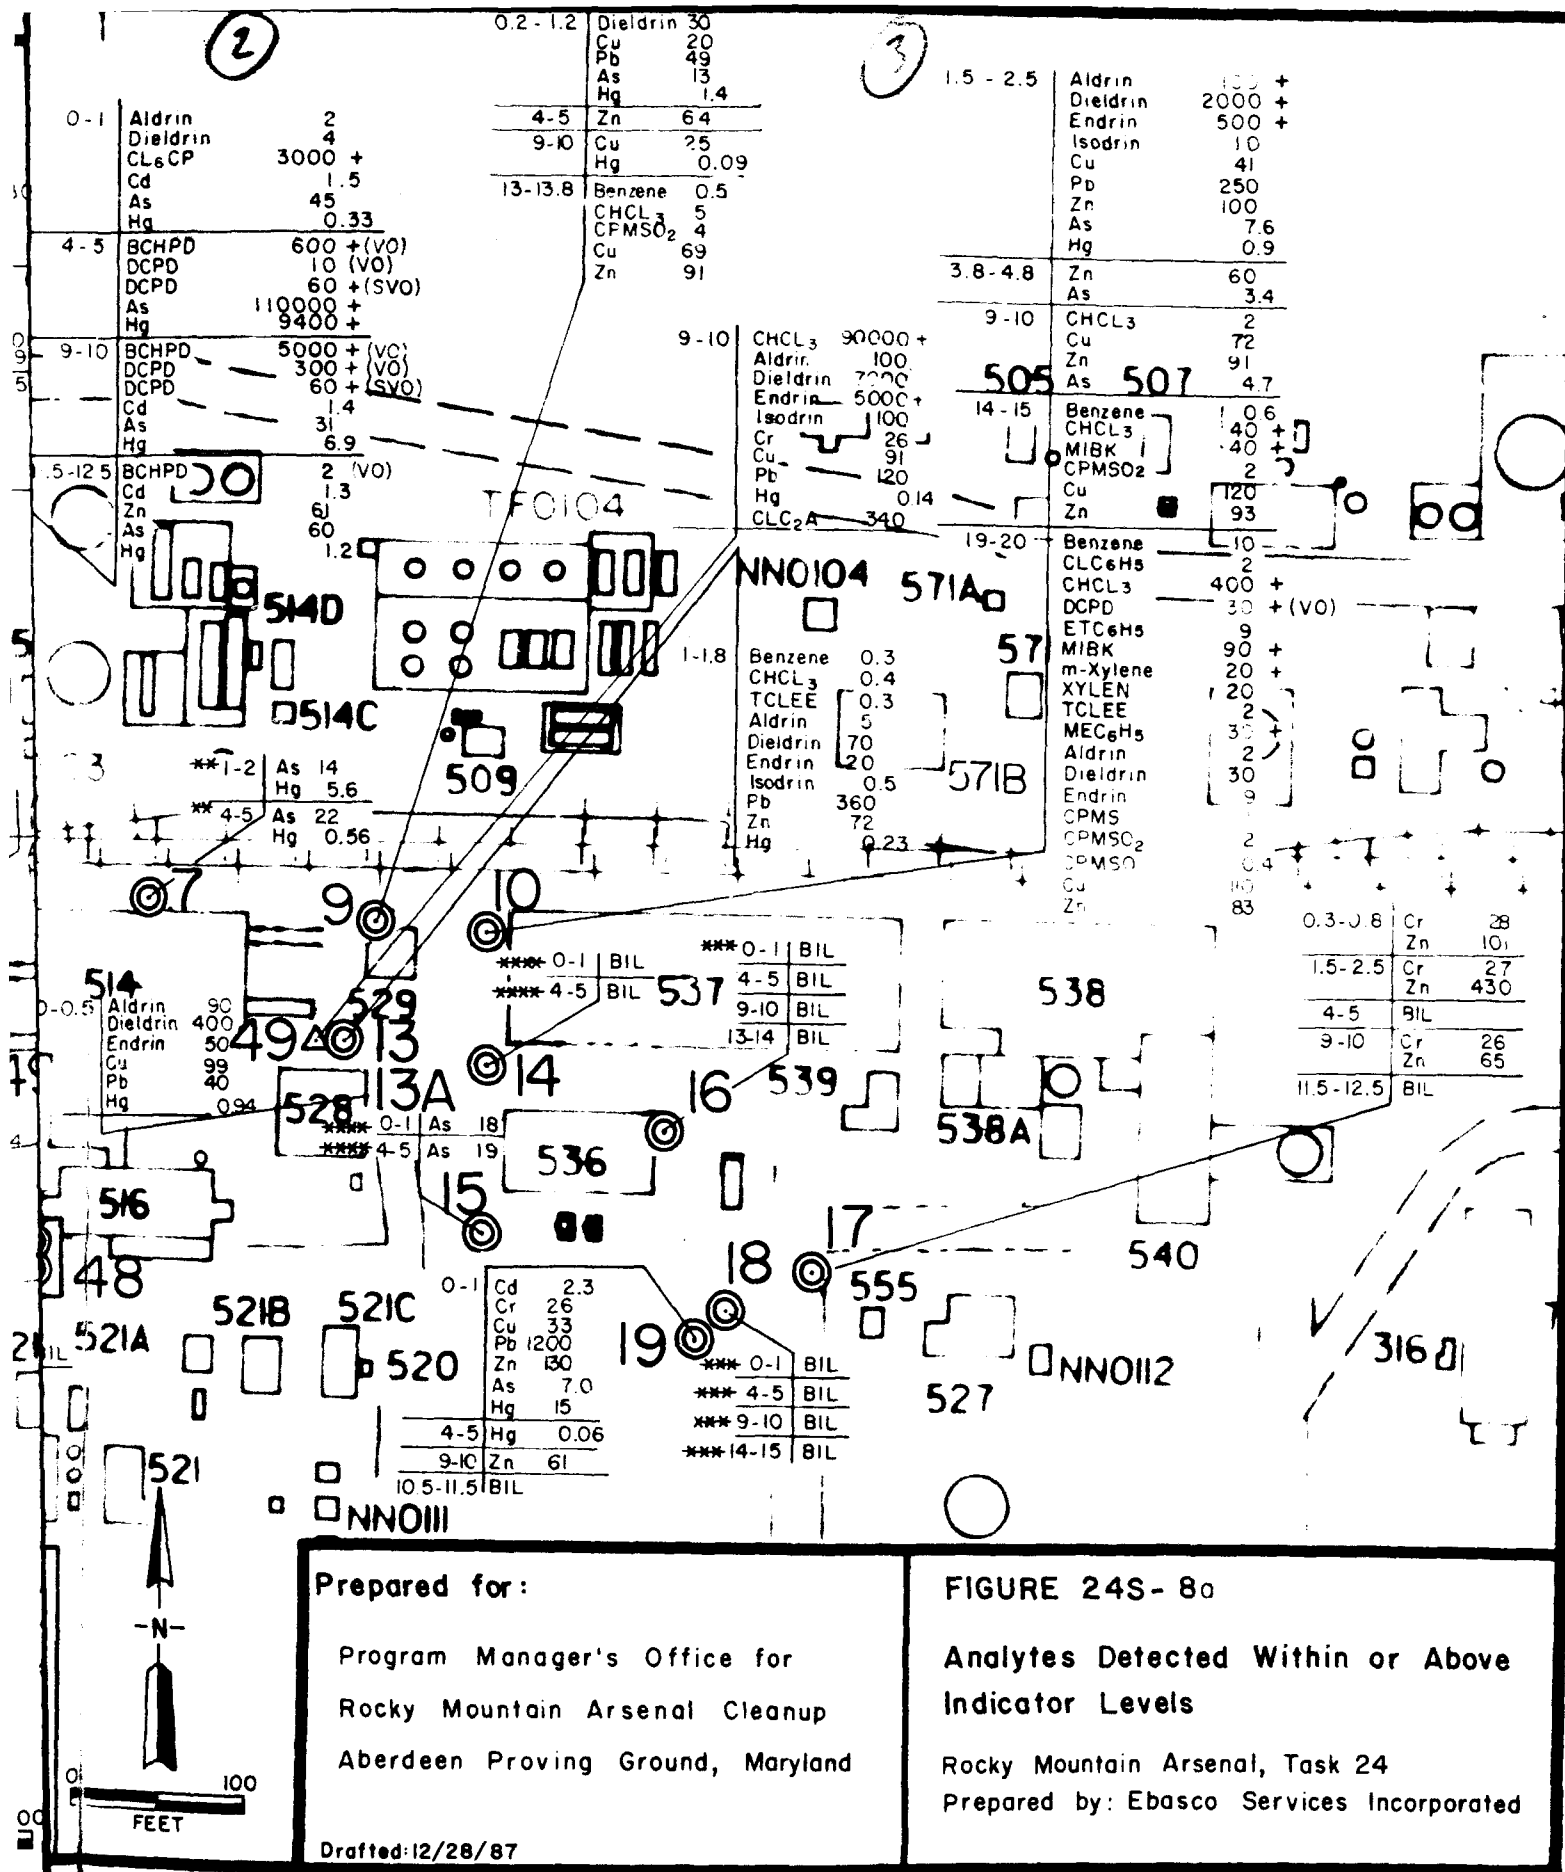 2
3
0.2 - 1.2 Dieldrin 30
Cu 20
Pb 49
As 13
Hg 1.4
4-5 Zn 64
9-10 Cu 25
Hg 0.09
13-13.8 Benzene 0.5
CHCL3 5
CPMSO2 4
Cu 69
Zn 91
0-1 Aldrin 2
Dieldrin 4
CL6CP 3000 +
Cd 1.5
As 45
Hg 0.33
4-5 BCHPD 600 +(VO)
DCPD 10 (VO)
DCPD 60 +(SVO)
As 110000 +
Hg 9400 +
9-10 BCHPD 5000 + (VO)
DCPD 300 + (VO)
DCPD 60 + (SVO)
Cd 1.4
As 31
Hg 6.9
BCHPD 2 (VO)
Cd 1.3
Zn 61
As 60
Hg 1.2
1.5 - 2.5 Aldrin +
Dieldrin 2000 +
Endrin 500 +
Isodrin 10
Cu 41
Pb 250
Zn 100
As 7.6
Hg 0.9
3.8-4.8 Zn 60
As 3.4
9-10 CHCL3 2
Cu 72
Zn 91
As 4.7
14-15 Benzene 0.6
CHCL3 40 +
MIBK 40 +
CPMSO2 2
Cu 120
Zn 93
19-20 Benzene 10
CLC6H5 2
CHCL3 400 +
DCPD 30 + (VO)
ETC6H5 9
MIBK 90 +
m-Xylene 20 +
XYLEN 20
TCLEE 2
MEC6H5 30 +
Aldrin 2
Dieldrin 30
Endrin 9
CPMS
CPMSO2 2
CPMSO 0.4
Cu 110
Zn 83
9-10 CHCL3 90000 +
Aldrin 100
Dieldrin
Endrin 5000 +
Isodrin 100
Cr 26
Cu 91
Pb 120
Hg 0.14
CLC2A 340
505 507
TF0104
NN0104
571A
571
571B
514D
514C
509
1-1.8 Benzene 0.3
CHCL3 0.4
TCLEE 0.3
Aldrin 5
Dieldrin 70
Endrin 20
Isodrin 0.5
Pb 360
Zn 72
Hg 0.23
**1-2 As 14
Hg 5.6
** 4-5 As 22
Hg 0.56
7
9
10
514
529
537
538
0-0.5 Aldrin 90
Dieldrin 400
Endrin 50
Cu 99
Pb 40
Hg 0.94
**** 0-1 BIL
**** 4-5 BIL
*** 0-1 BIL
4-5 BIL
9-10 BIL
13-14 BIL
0.3-0.8 Cr 28
Zn 101
1.5-2.5 Cr 27
Zn 430
4-5 BIL
9-10 Cr 26
Zn 65
11.5-12.5 BIL
49
13
13A
14
16
539
538A
528
**** 0-1 As 18
**** 4-5 As 19
536
516
15
17
18
540
48
555
521B
521C
521A
520
19
316
NN0112
527
0-1 Cd 2.3
Cr 26
Cu 33
Pb 1200
Zn 130
As 7.0
Hg 15
4-5 Hg 0.06
9-10 Zn 61
10.5-11.5 BIL
*** 0-1 BIL
*** 4-5 BIL
*** 9-10 BIL
*** 14-15 BIL
521
NN0111
-N-
0 100
FEET
Prepared for:
Program Manager's Office for
Rocky Mountain Arsenal Cleanup
Aberdeen Proving Ground, Maryland
Drafted: 12/28/87
FIGURE 24S - 8a
Analytes Detected Within or Above
Indicator Levels
Rocky Mountain Arsenal, Task 24
Prepared by: Ebasco Services Incorporated